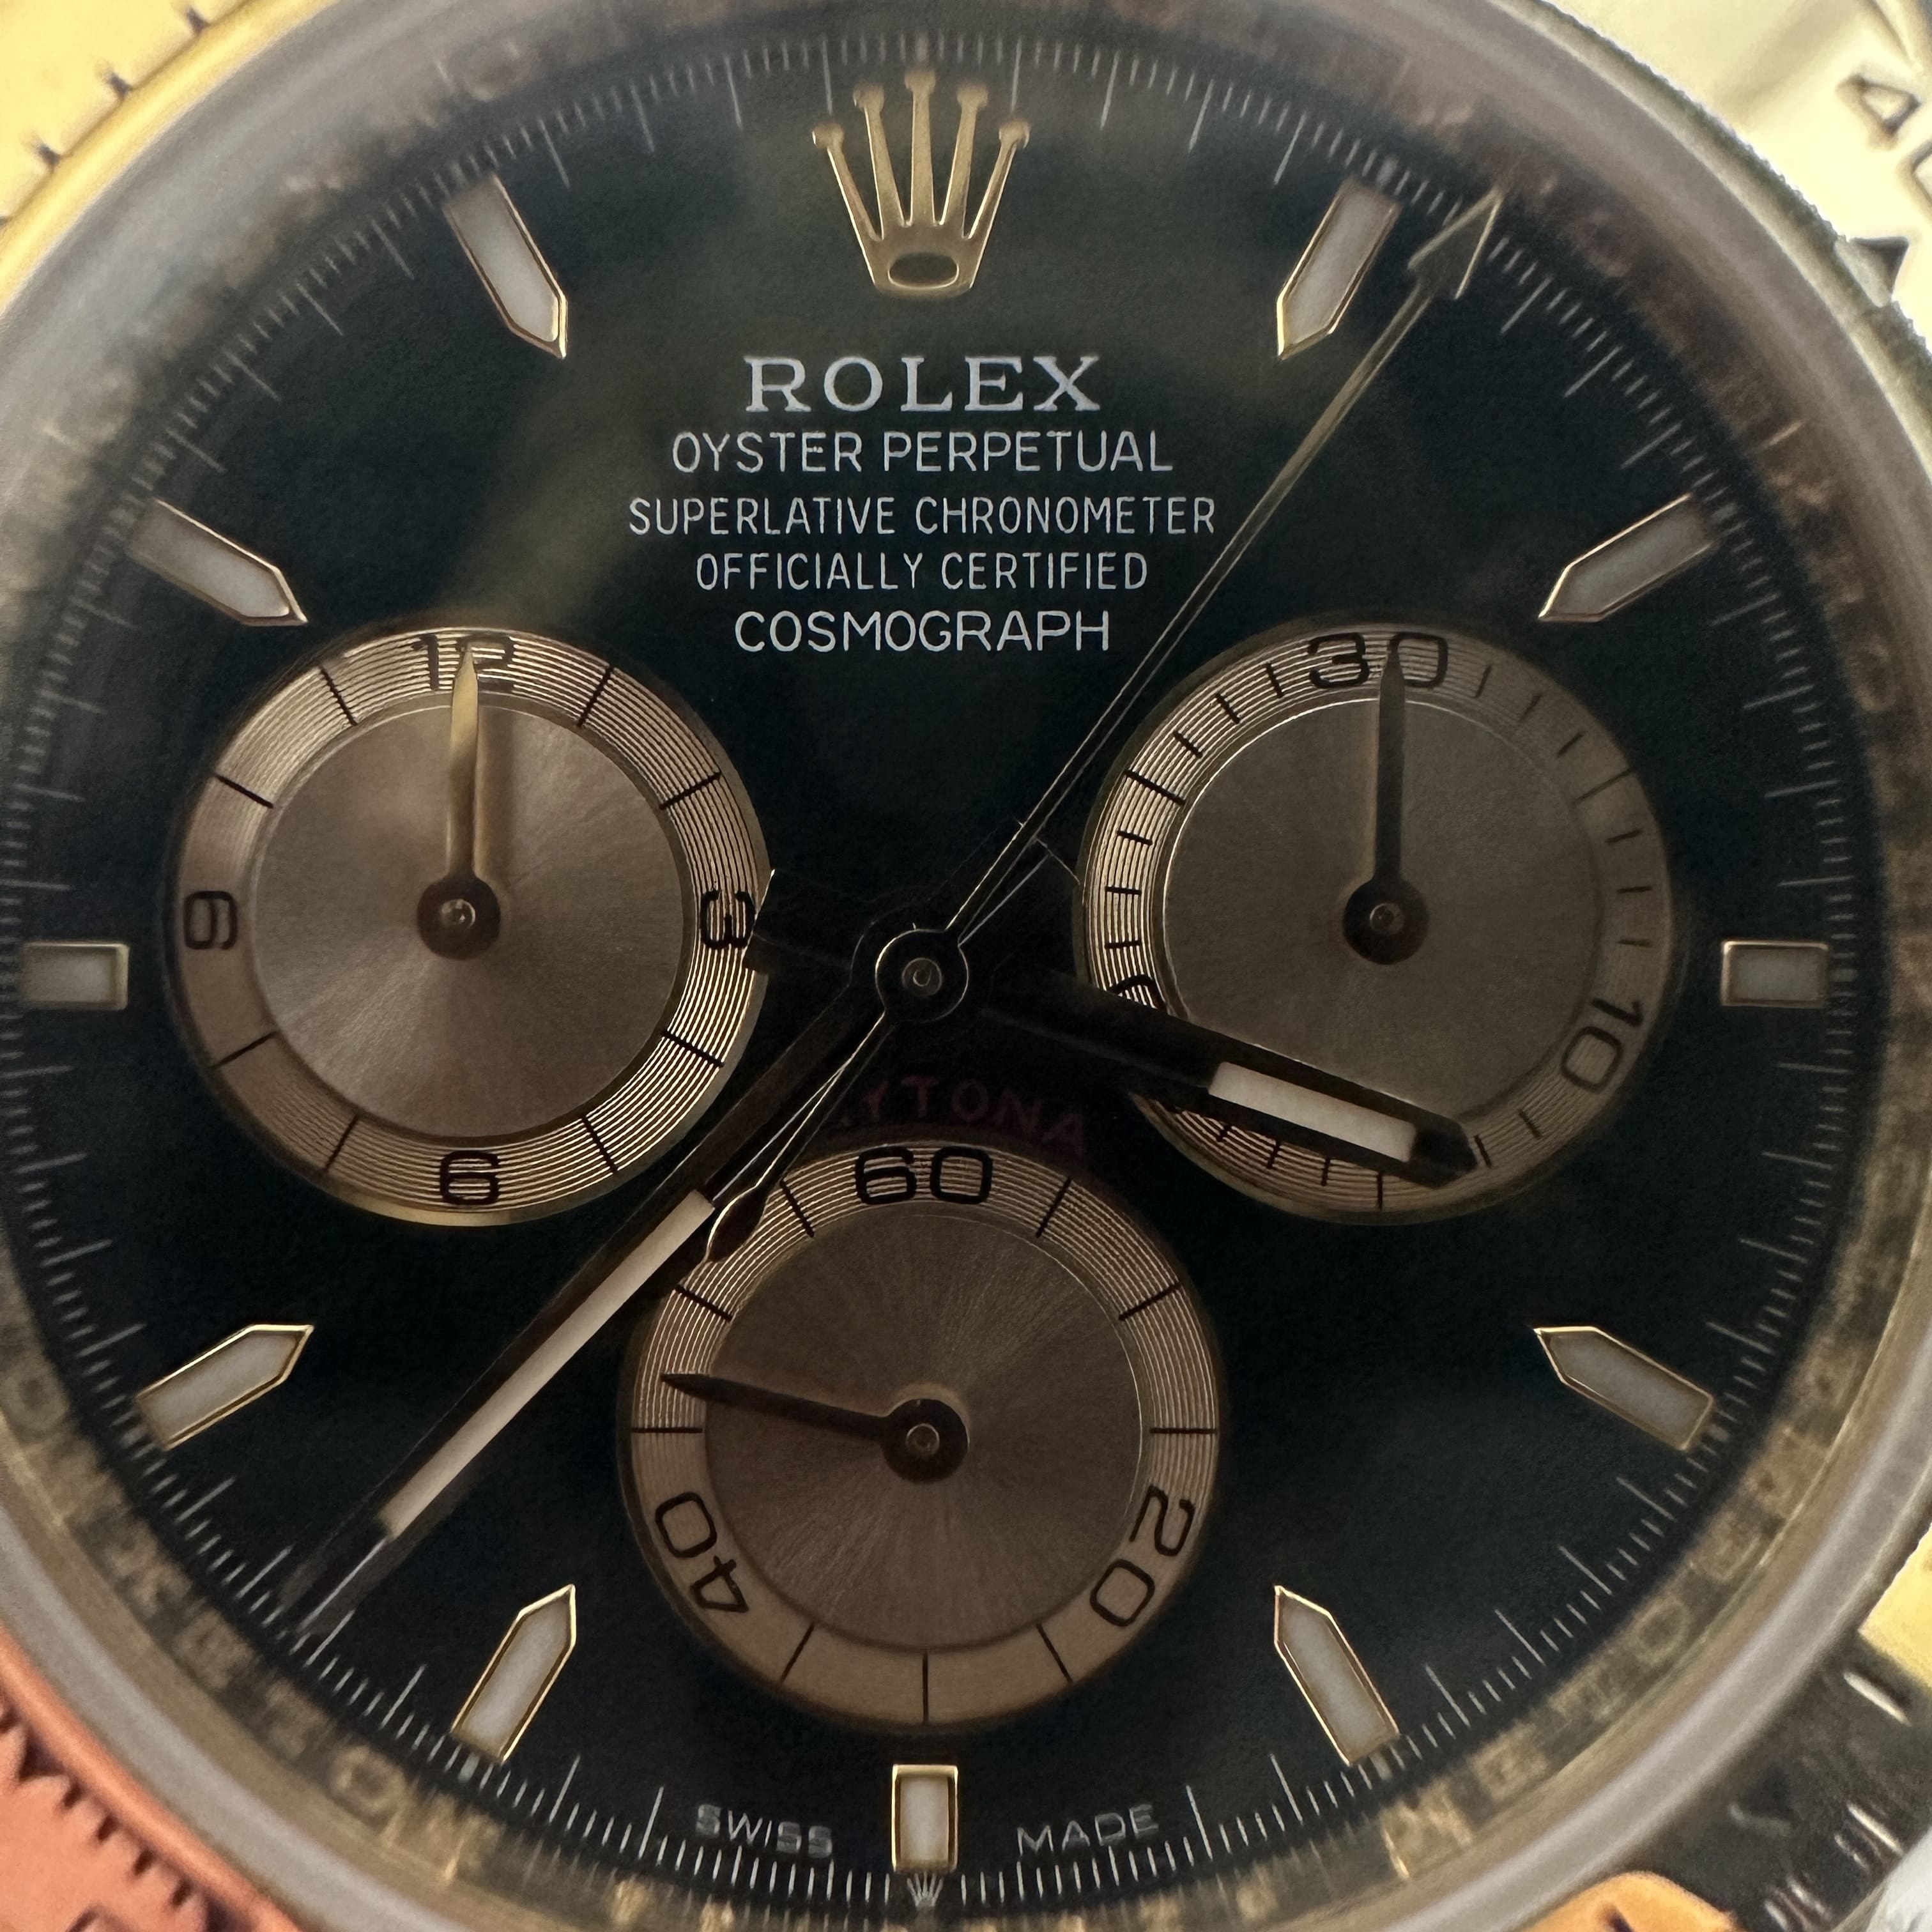 ROLEX
OYSTER PERPETUAL
SUPERLATIVE CHRONOMETER
OFFICIALLY CERTIFIED
COSMOGRAPH
12
3
6
9
30
10
60
20
40
SWISS MADE